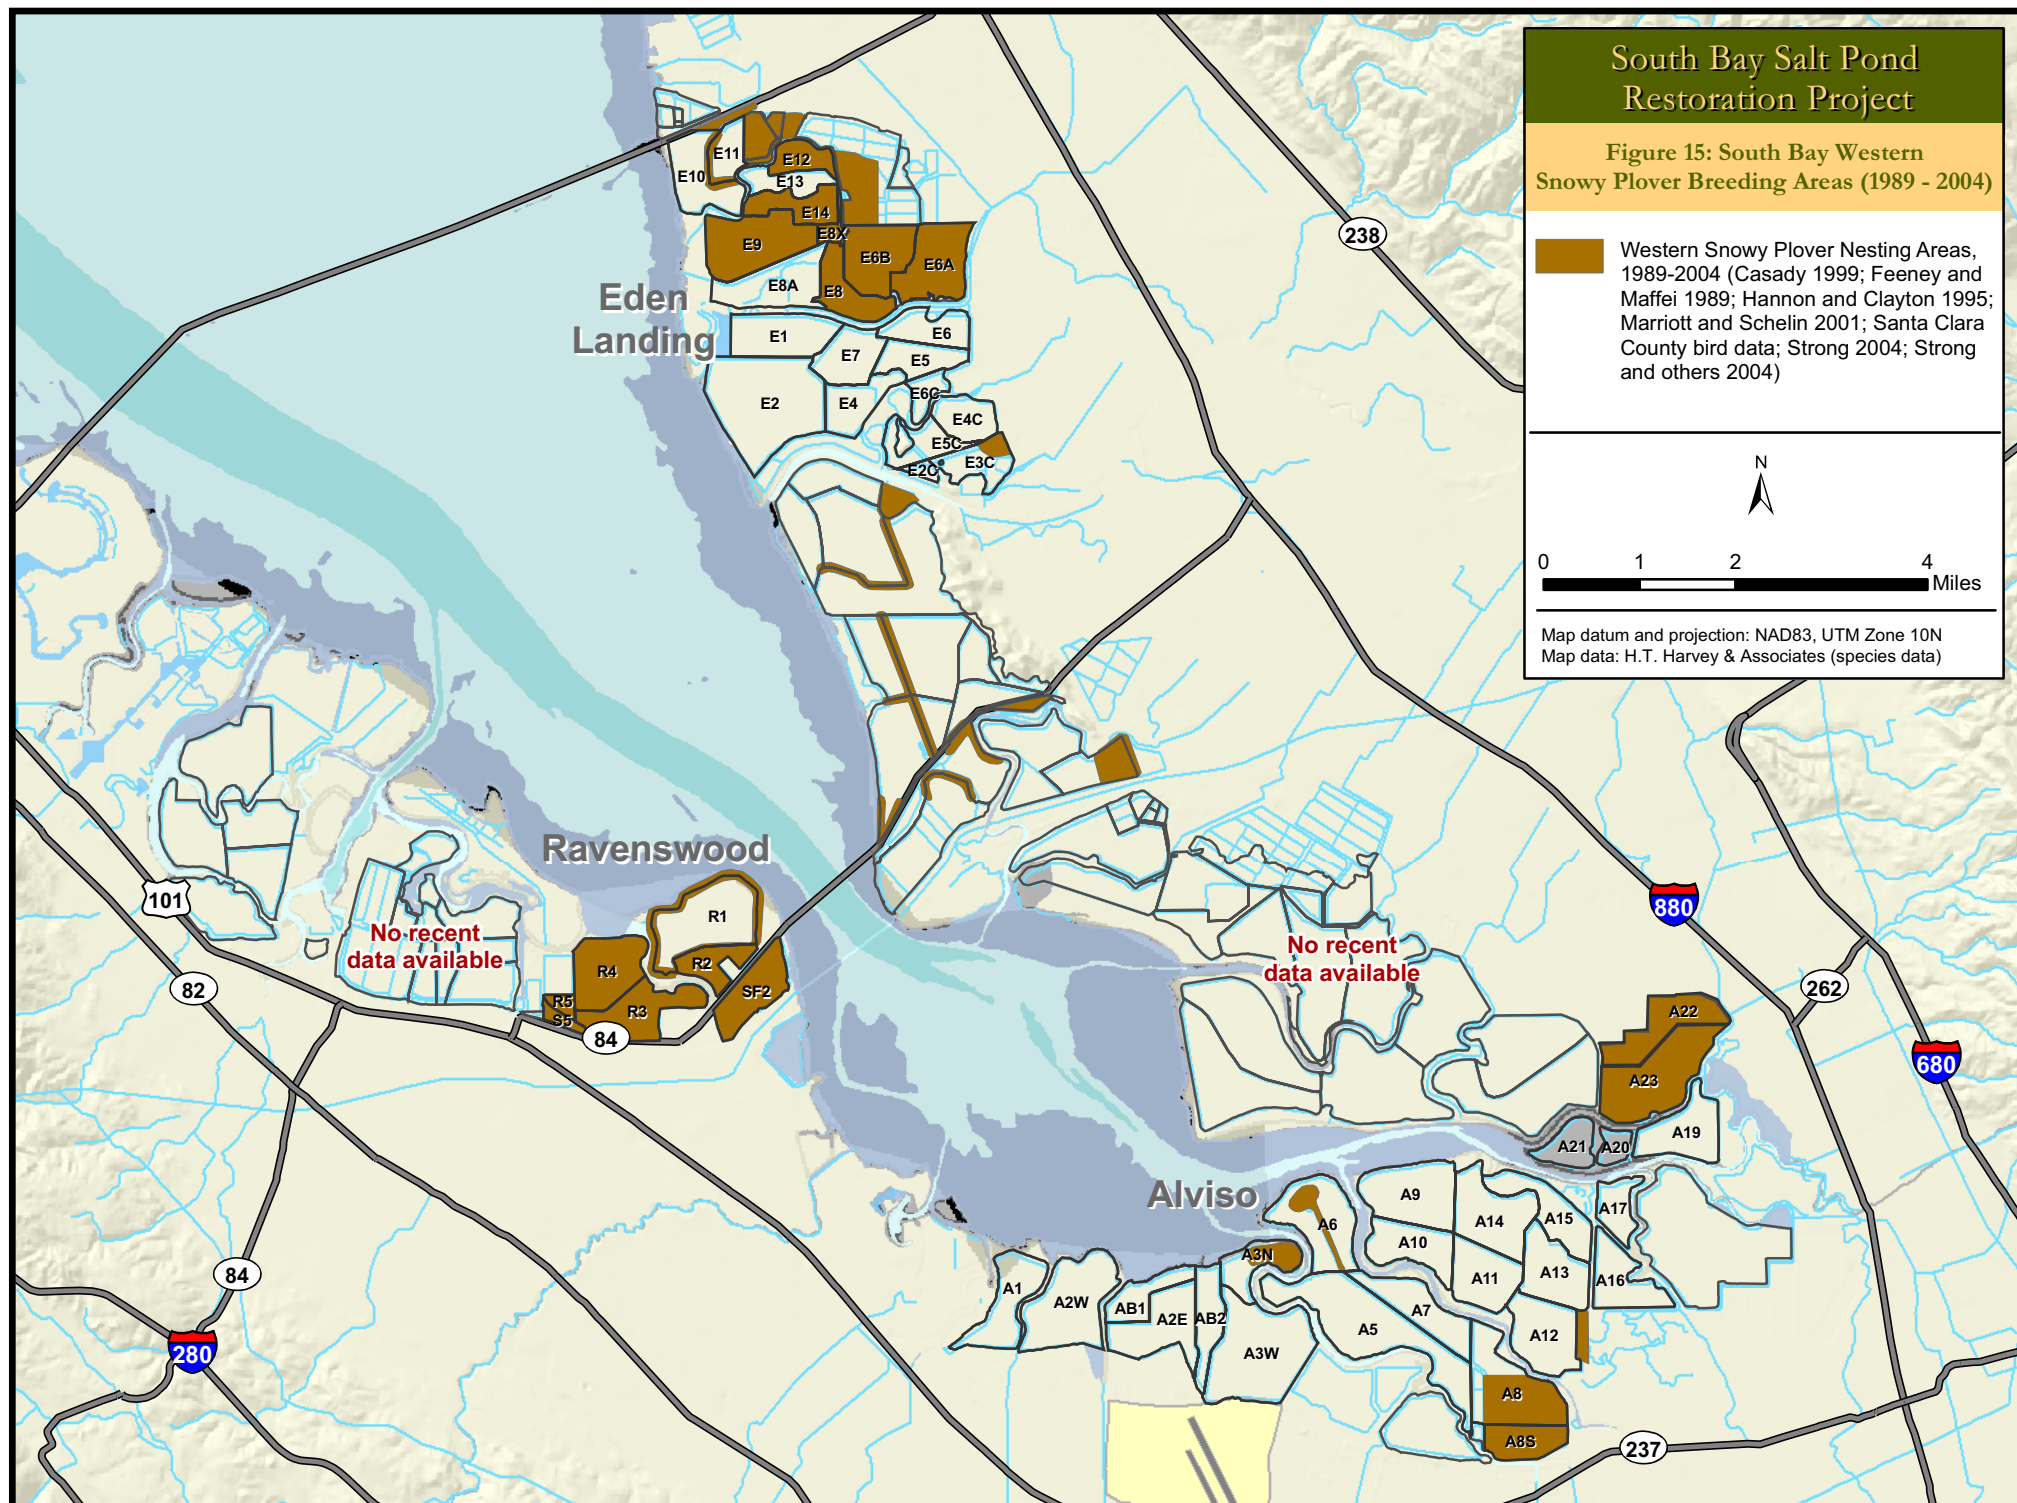 South Bay Salt Pond
Restoration Project
Figure 15: South Bay Western
Snowy Plover Breeding Areas (1989 - 2004)
Western Snowy Plover Nesting Areas,
1989-2004 (Casady 1999; Feeney and
Maffei 1989; Hannon and Clayton 1995;
Marriott and Schelin 2001; Santa Clara
County bird data; Strong 2004; Strong
and others 2004)
N
0 1 2 4
Miles
Map datum and projection: NAD83, UTM Zone 10N
Map data: H.T. Harvey & Associates (species data)
E11
E12
E10
E13
E14
E8X
E9
E6B
E6A
E8A
E8
Eden
Landing
E1
E6
E7
E5
E6C
E2
E4
E4C
E5C
E3C
E2C
238
Ravenswood
101
82
No recent
data available
R1
R2
R4
SF2
R5
R3
S5
84
No recent
data available
880
262
680
A22
A23
A21
A20
A19
Alviso
A9
A6
A14
A15
A17
A10
A3N
A11
A13
A16
A1
A2W
AB1
A2E
AB2
A7
A5
A12
A3W
A8
A8S
84
280
237